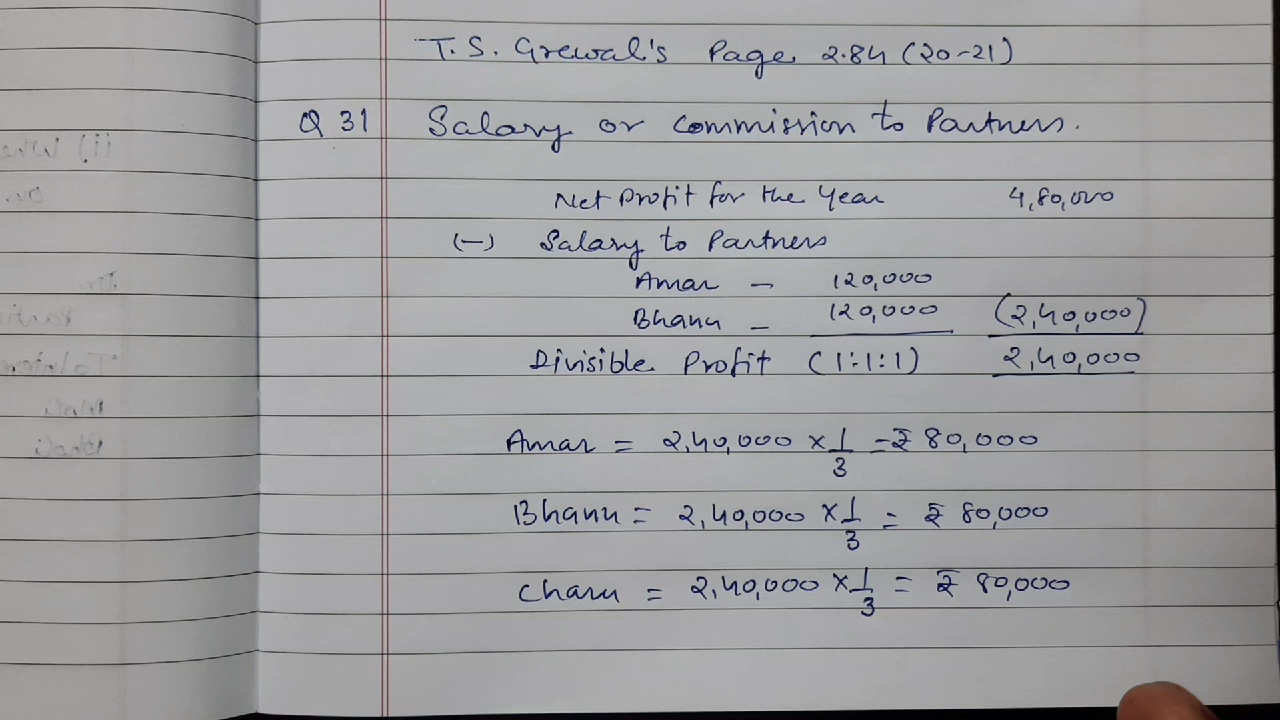 T. S. Grewal's Page 2.84 (20-21)
Q 31 Salary or Commission to Partners.
Net Profit for the Year 4,80,000
(-) Salary to Partners
Amar - 120,000
Bhanu - 120,000 (2,40,000)
Divisible Profit (1:1:1) 2,40,000
Amar = 2,40,000 × 1/3 = ₹ 80,000
Bhanu = 2,40,000 × 1/3 = ₹ 80,000
Charu = 2,40,000 × 1/3 = ₹ 80,000